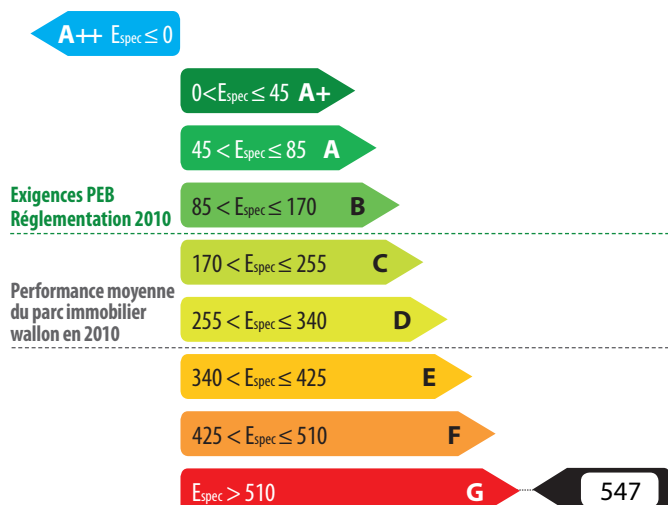 A++ Espec ≤ 0
0<Espec ≤ 45 A+
45 < Espec ≤ 85 A
Exigences PEB
Réglementation 2010
85 < Espec ≤ 170 B
170 < Espec ≤ 255 C
Performance moyenne
du parc immobilier
wallon en 2010
255 < Espec ≤ 340 D
340 < Espec ≤ 425 E
425 < Espec ≤ 510 F
Espec > 510 G 547